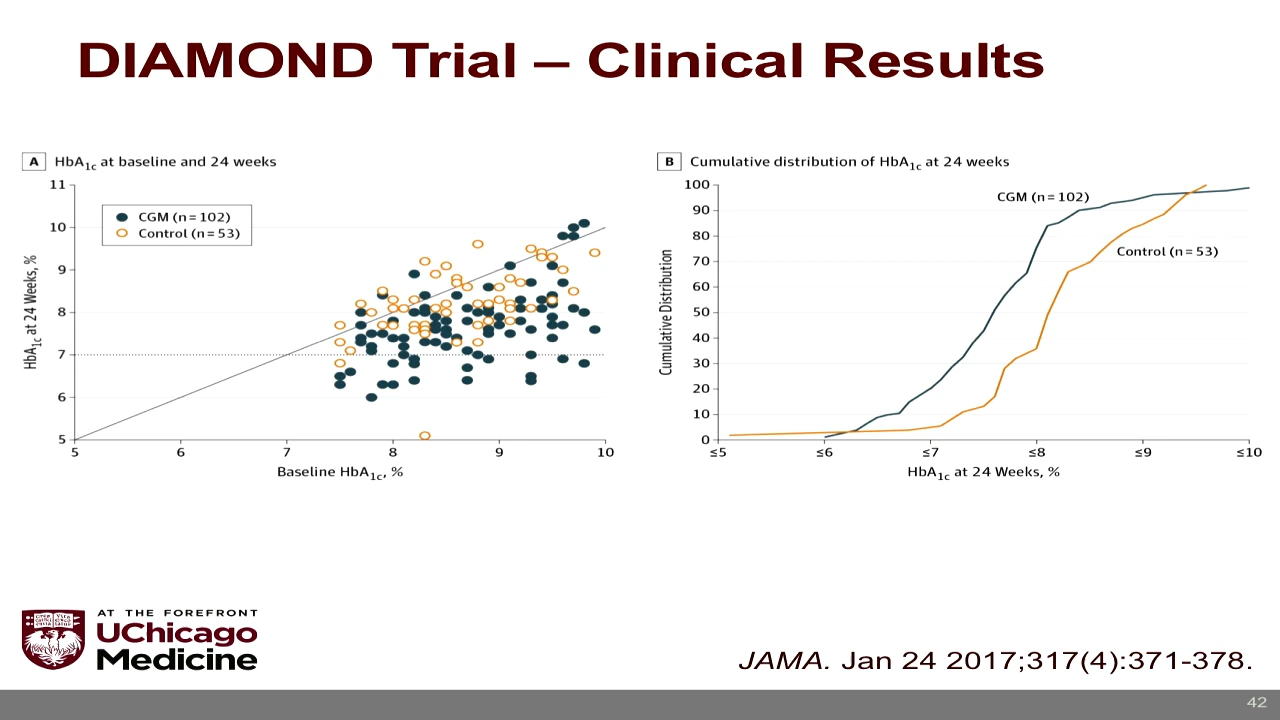 DIAMOND Trial – Clinical Results
A HbA1c at baseline and 24 weeks
11
10
9
8
7
6
5
HbA1c at 24 Weeks, %
CGM (n = 102)
Control (n = 53)
5 6 7 8 9 10
Baseline HbA1c, %
B Cumulative distribution of HbA1c at 24 weeks
100
90
80
70
60
50
40
30
20
10
0
Cumulative Distribution
CGM (n = 102)
Control (n = 53)
≤5 ≤6 ≤7 ≤8 ≤9 ≤10
HbA1c at 24 Weeks, %
AT THE FOREFRONT
UChicago
Medicine
JAMA. Jan 24 2017;317(4):371-378.
42